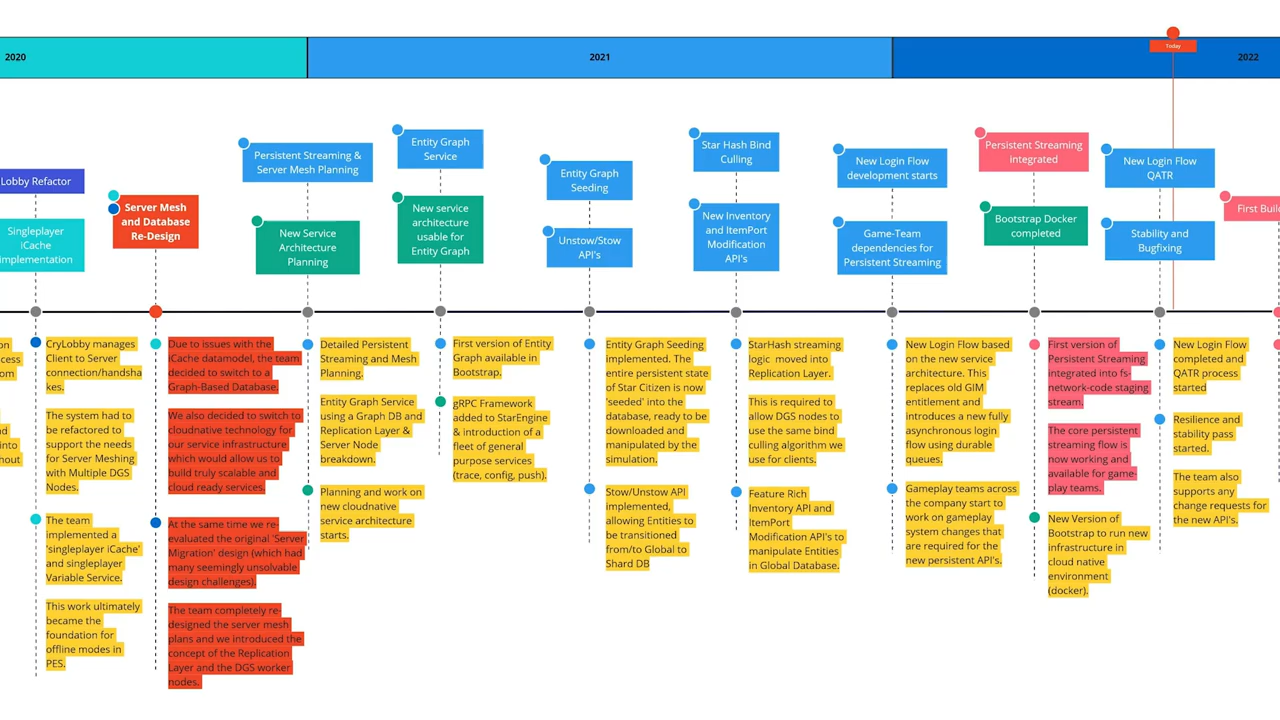 2020
2021
2022
Today
Lobby Refactor
Singleplayer
iCache
implementation
Server Mesh
and Database
Re-Design
Persistent Streaming &
Server Mesh Planning
New Service
Architecture
Planning
Entity Graph
Service
New service
architecture
usable for
Entity Graph
Entity Graph
Seeding
Unstow/Stow
API's
Star Hash Bind
Culling
New Inventory
and ItemPort
Modification
API's
New Login Flow
development starts
Game-Team
dependencies for
Persistent Streaming
Persistent Streaming
integrated
Bootstrap Docker
completed
New Login Flow
QATR
Stability and
Bugfixing
First Buil
on
cess
om
d
into
hout
CryLobby manages
Client to Server
connection/handsha
kes.
The system had to
be refactored to
support the needs
for Server Meshing
with Multiple DGS
Nodes.
The team
implemented a
'singleplayer iCache'
and singleplayer
Variable Service.
This work ultimately
became the
foundation for
offline modes in
PES.
Due to issues with the
iCache datamodel, the team
decided to switch to a
Graph-Based Database.
We also decided to switch to
cloudnative technology for
our service infrastructure
which would allow us to
build truly scalable and
cloud ready services.
At the same time we re-
evaluated the original 'Server
Migration' design (which had
many seemingly unsolvable
design challenges).
The team completely re-
designed the server mesh
plans and we introduced the
concept of the Replication
Layer and the DGS worker
nodes.
Detailed Persistent
Streaming and Mesh
Planning.
Entity Graph Service
using a Graph DB and
Replication Layer &
Server Node
breakdown.
Planning and work on
new cloudnative
service architecture
starts.
First version of Entity
Graph available in
Bootstrap.
gRPC Framework
added to StarEngine
& introduction of a
fleet of general
purpose services
(trace, config, push).
Entity Graph Seeding
implemented. The
entire persistent state
of Star Citizen is now
'seeded' into the
database, ready to be
downloaded and
manipulated by the
simulation.
Stow/Unstow API
implemented,
allowing Entities to
be transitioned
from/to Global to
Shard DB
StarHash streaming
logic moved into
Replication Layer.
This is required to
allow DGS nodes to
use the same bind
culling algorithm we
use for clients.
Feature Rich
Inventory API and
ItemPort
Modification API's to
manipulate Entities
in Global Database.
New Login Flow based
on the new service
architecture. This
replaces old GIM
entitlement and
introduces a new fully
asynchronous login
flow using durable
queues.
Gameplay teams across
the company start to
work on gameplay
system changes that
are required for the
new persistent API's.
First version of
Persistent Streaming
integrated into fs-
network-code staging
stream.
The core persistent
streaming flow is
now working and
available for game-
play teams.
New Version of
Bootstrap to run new
infrastructure in
cloud native
environment
(docker).
New Login Flow
completed and
QATR process
started
Resilience and
stability pass
started.
The team also
supports any
change requests for
the new API's.